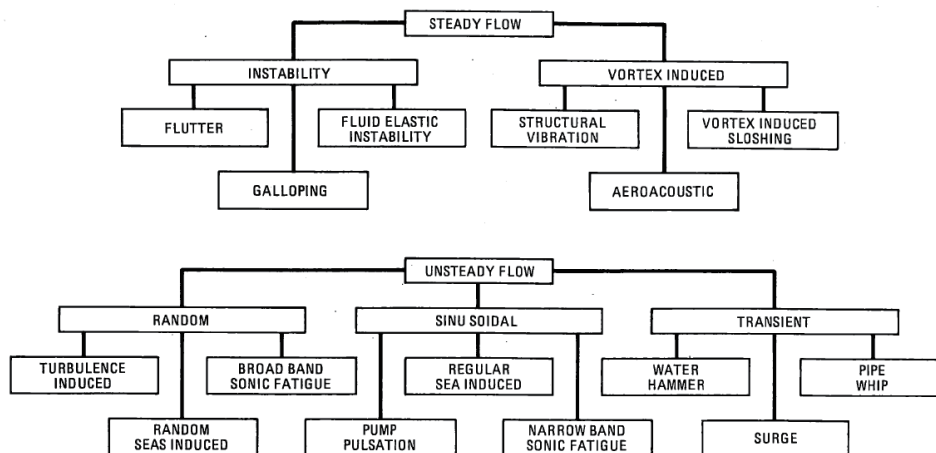 STEADY FLOW
INSTABILITY
VORTEX INDUCED
FLUTTER
FLUID ELASTIC
INSTABILITY
STRUCTURAL
VIBRATION
VORTEX INDUCED
SLOSHING
GALLOPING
AEROACOUSTIC
UNSTEADY FLOW
RANDOM
SINU SOIDAL
TRANSIENT
TURBULENCE
INDUCED
BROAD BAND
SONIC FATIGUE
REGULAR
SEA INDUCED
WATER
HAMMER
PIPE
WHIP
RANDOM
SEAS INDUCED
PUMP
PULSATION
NARROW BAND
SONIC FATIGUE
SURGE